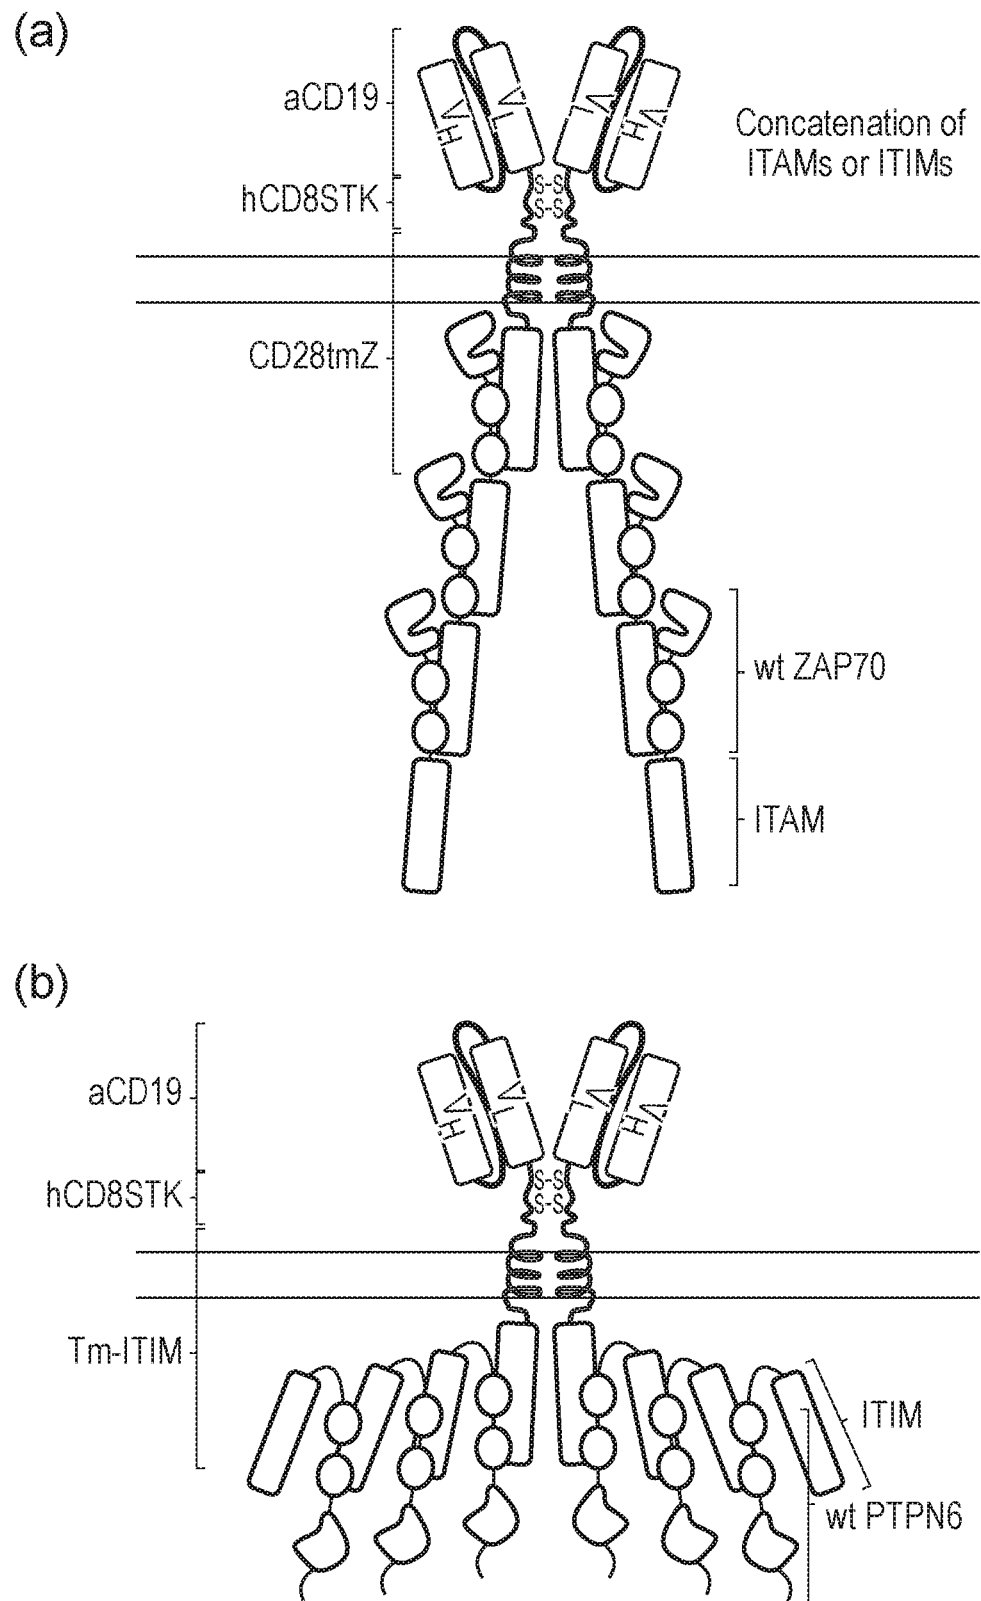 (a)
aCD19
VH
VL
VL
VH
Concatenation of
ITAMs or ITIMs
hCD8STK
S-S
S-S
CD28tmZ
wt ZAP70
ITAM
(b)
aCD19
VH
VL
VL
VH
hCD8STK
S-S
S-S
Tm-ITIM
ITIM
wt PTPN6